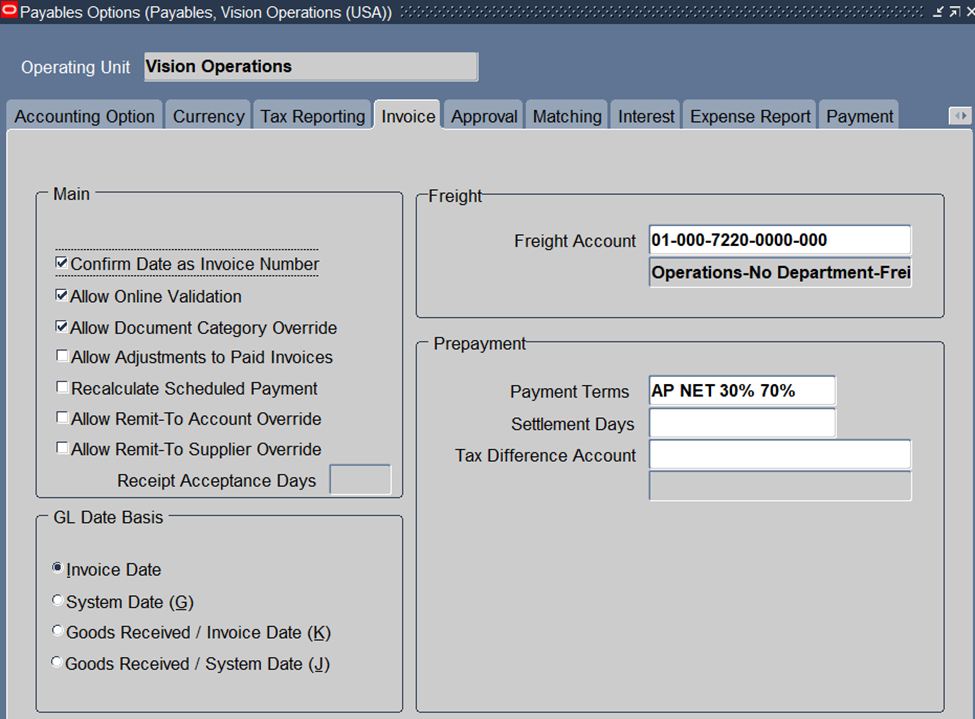 Payables Options (Payables, Vision Operations (USA))
Operating Unit Vision Operations
Accounting Option Currency Tax Reporting Invoice Approval Matching Interest Expense Report Payment
Main
Confirm Date as Invoice Number
Allow Online Validation
Allow Document Category Override
Allow Adjustments to Paid Invoices
Recalculate Scheduled Payment
Allow Remit-To Account Override
Allow Remit-To Supplier Override
Receipt Acceptance Days
GL Date Basis
Invoice Date
System Date (G)
Goods Received / Invoice Date (K)
Goods Received / System Date (J)
Freight
Freight Account 01-000-7220-0000-000
Operations-No Department-Frei
Prepayment
Payment Terms AP NET 30% 70%
Settlement Days
Tax Difference Account